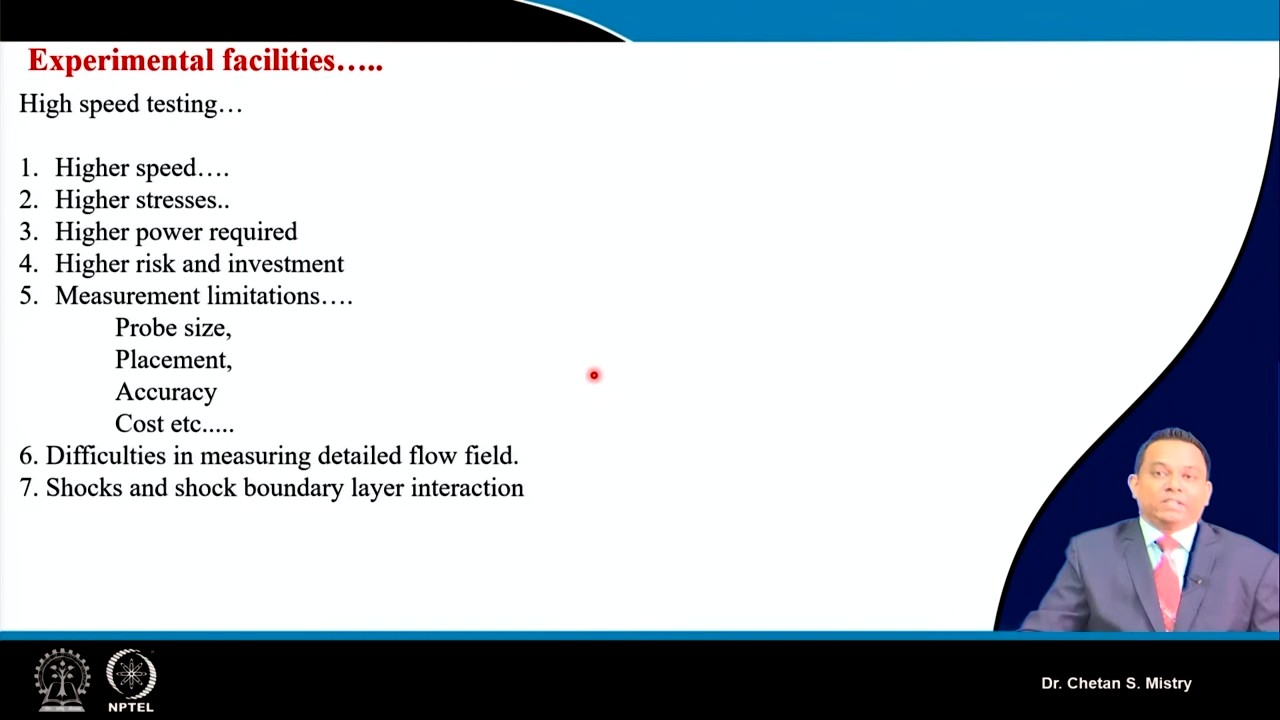 Experimental facilities…..
High speed testing…
1. Higher speed….
2. Higher stresses..
3. Higher power required
4. Higher risk and investment
5. Measurement limitations….
Probe size,
Placement,
Accuracy
Cost etc.....
6. Difficulties in measuring detailed flow field.
7. Shocks and shock boundary layer interaction
NPTEL
Dr. Chetan S. Mistry